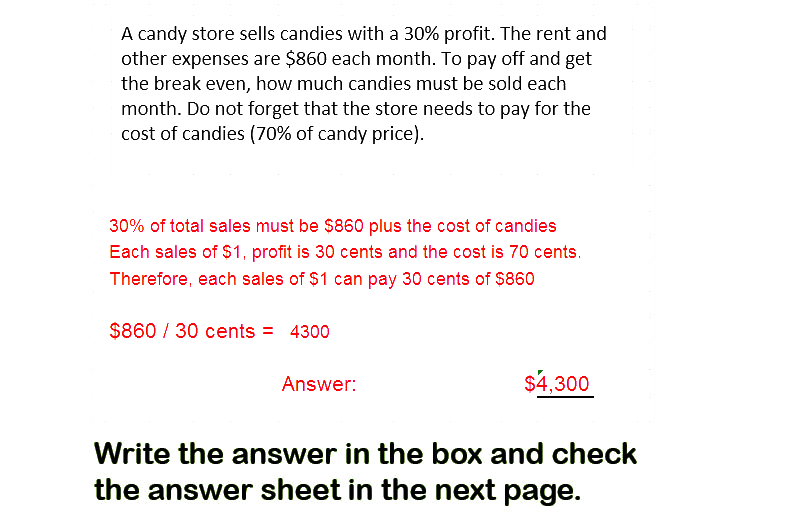 A candy store sells candies with a 30% profit. The rent and
other expenses are $860 each month. To pay off and get
the break even, how much candies must be sold each
month. Do not forget that the store needs to pay for the
cost of candies (70% of candy price).
30% of total sales must be $860 plus the cost of candies
Each sales of $1, profit is 30 cents and the cost is 70 cents.
Therefore, each sales of $1 can pay 30 cents of $860
$860 / 30 cents = 4300
Answer: $4,300
Write the answer in the box and check
the answer sheet in the next page.